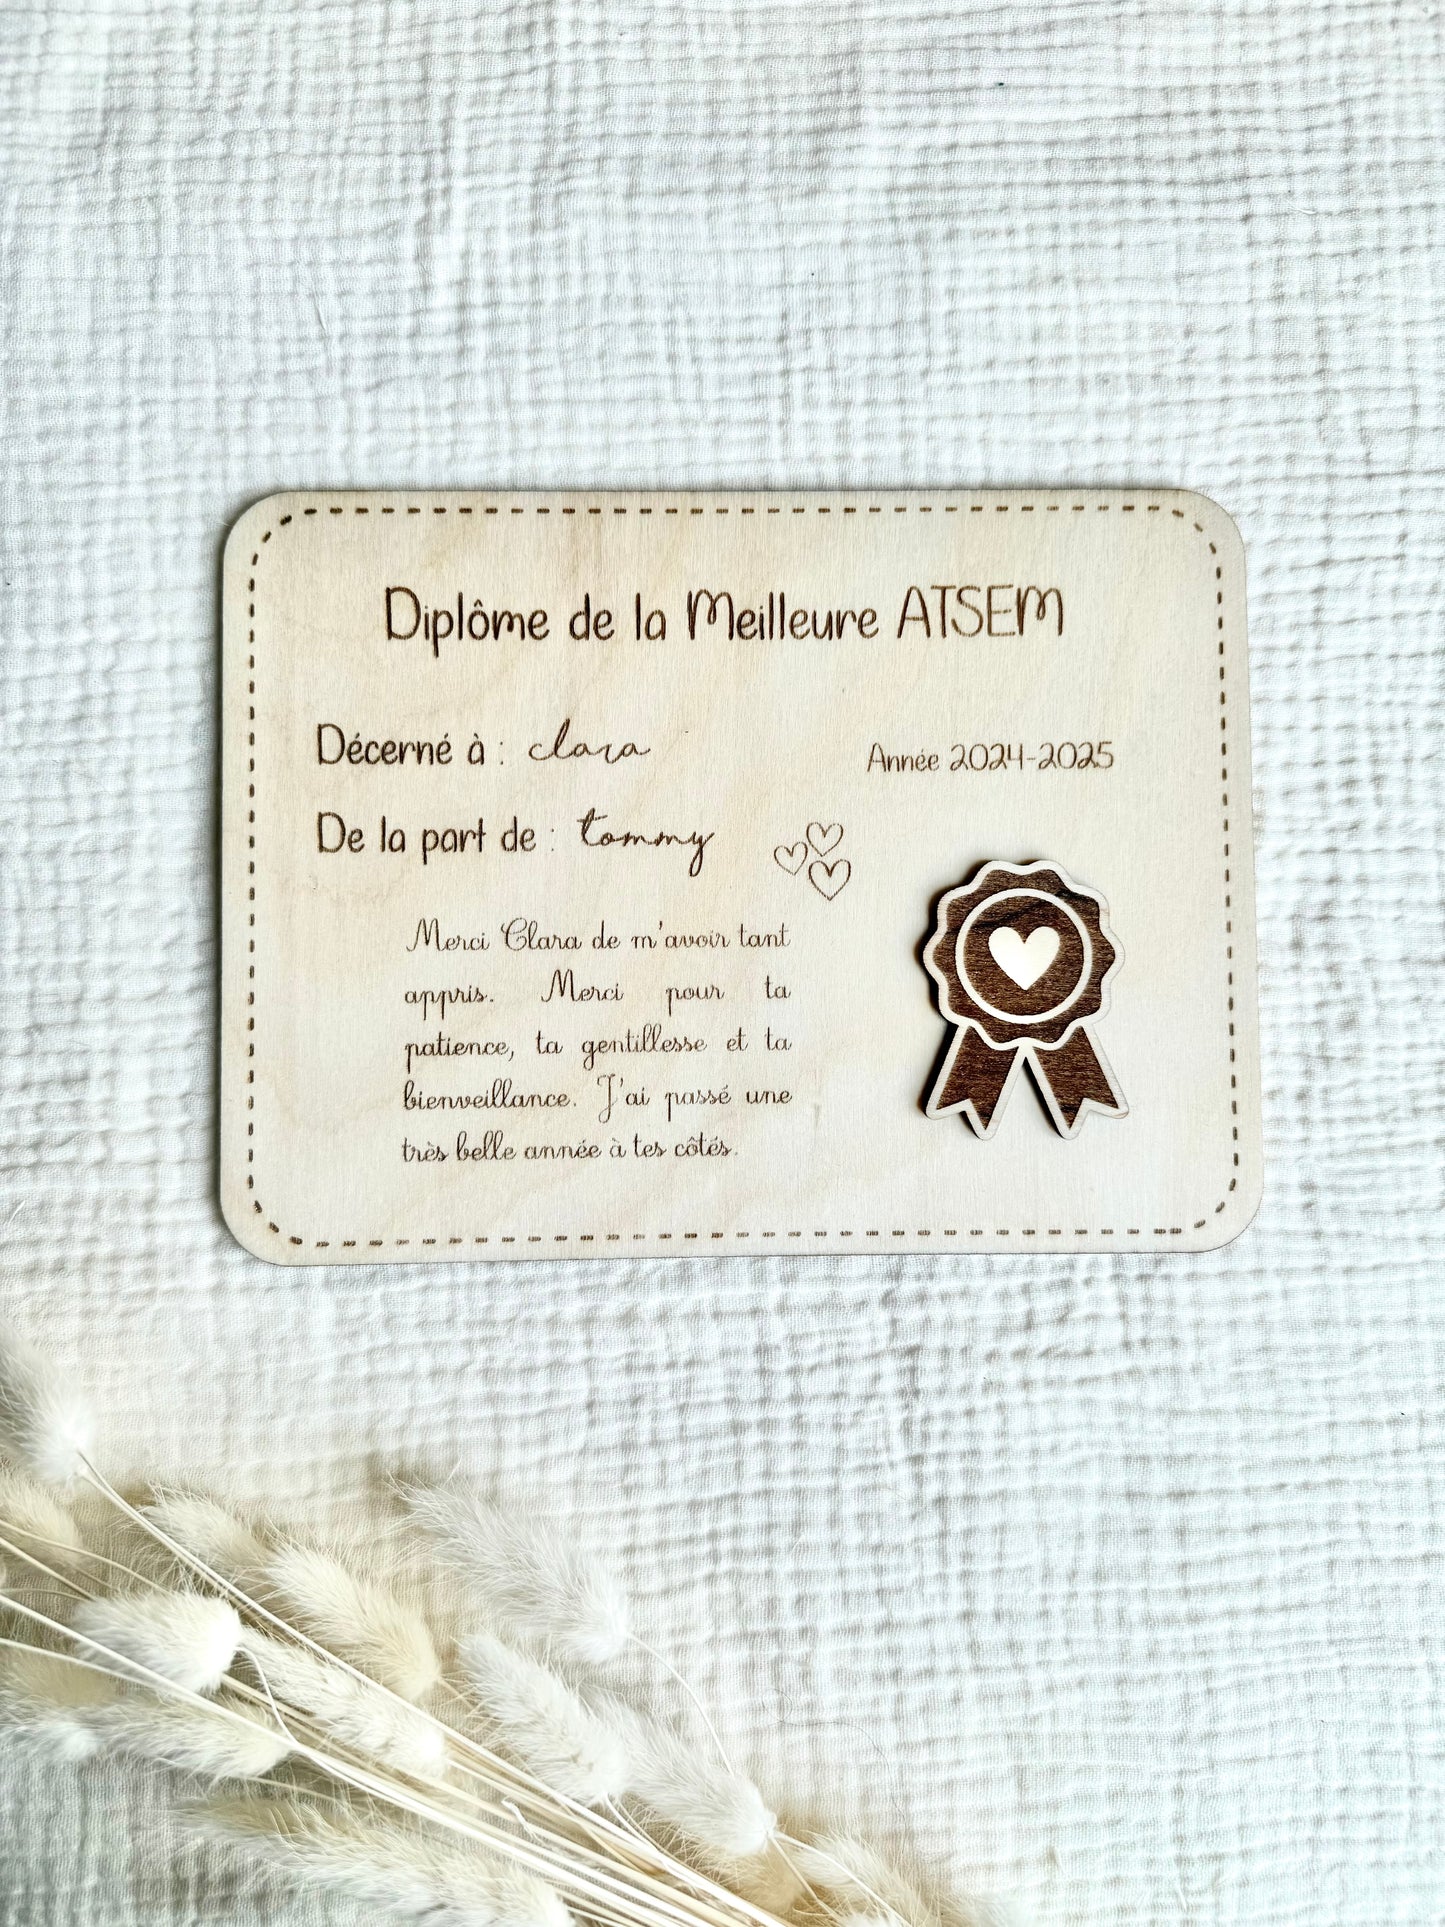 Diplôme de la Meilleure ATSEM
Décerné à : clara
Année 2024-2025
De la part de : tommy
Merci Clara de m'avoir tant
appris. Merci pour ta
patience, ta gentillesse et ta
bienveillance. J'ai passé une
très belle année à tes côtés.